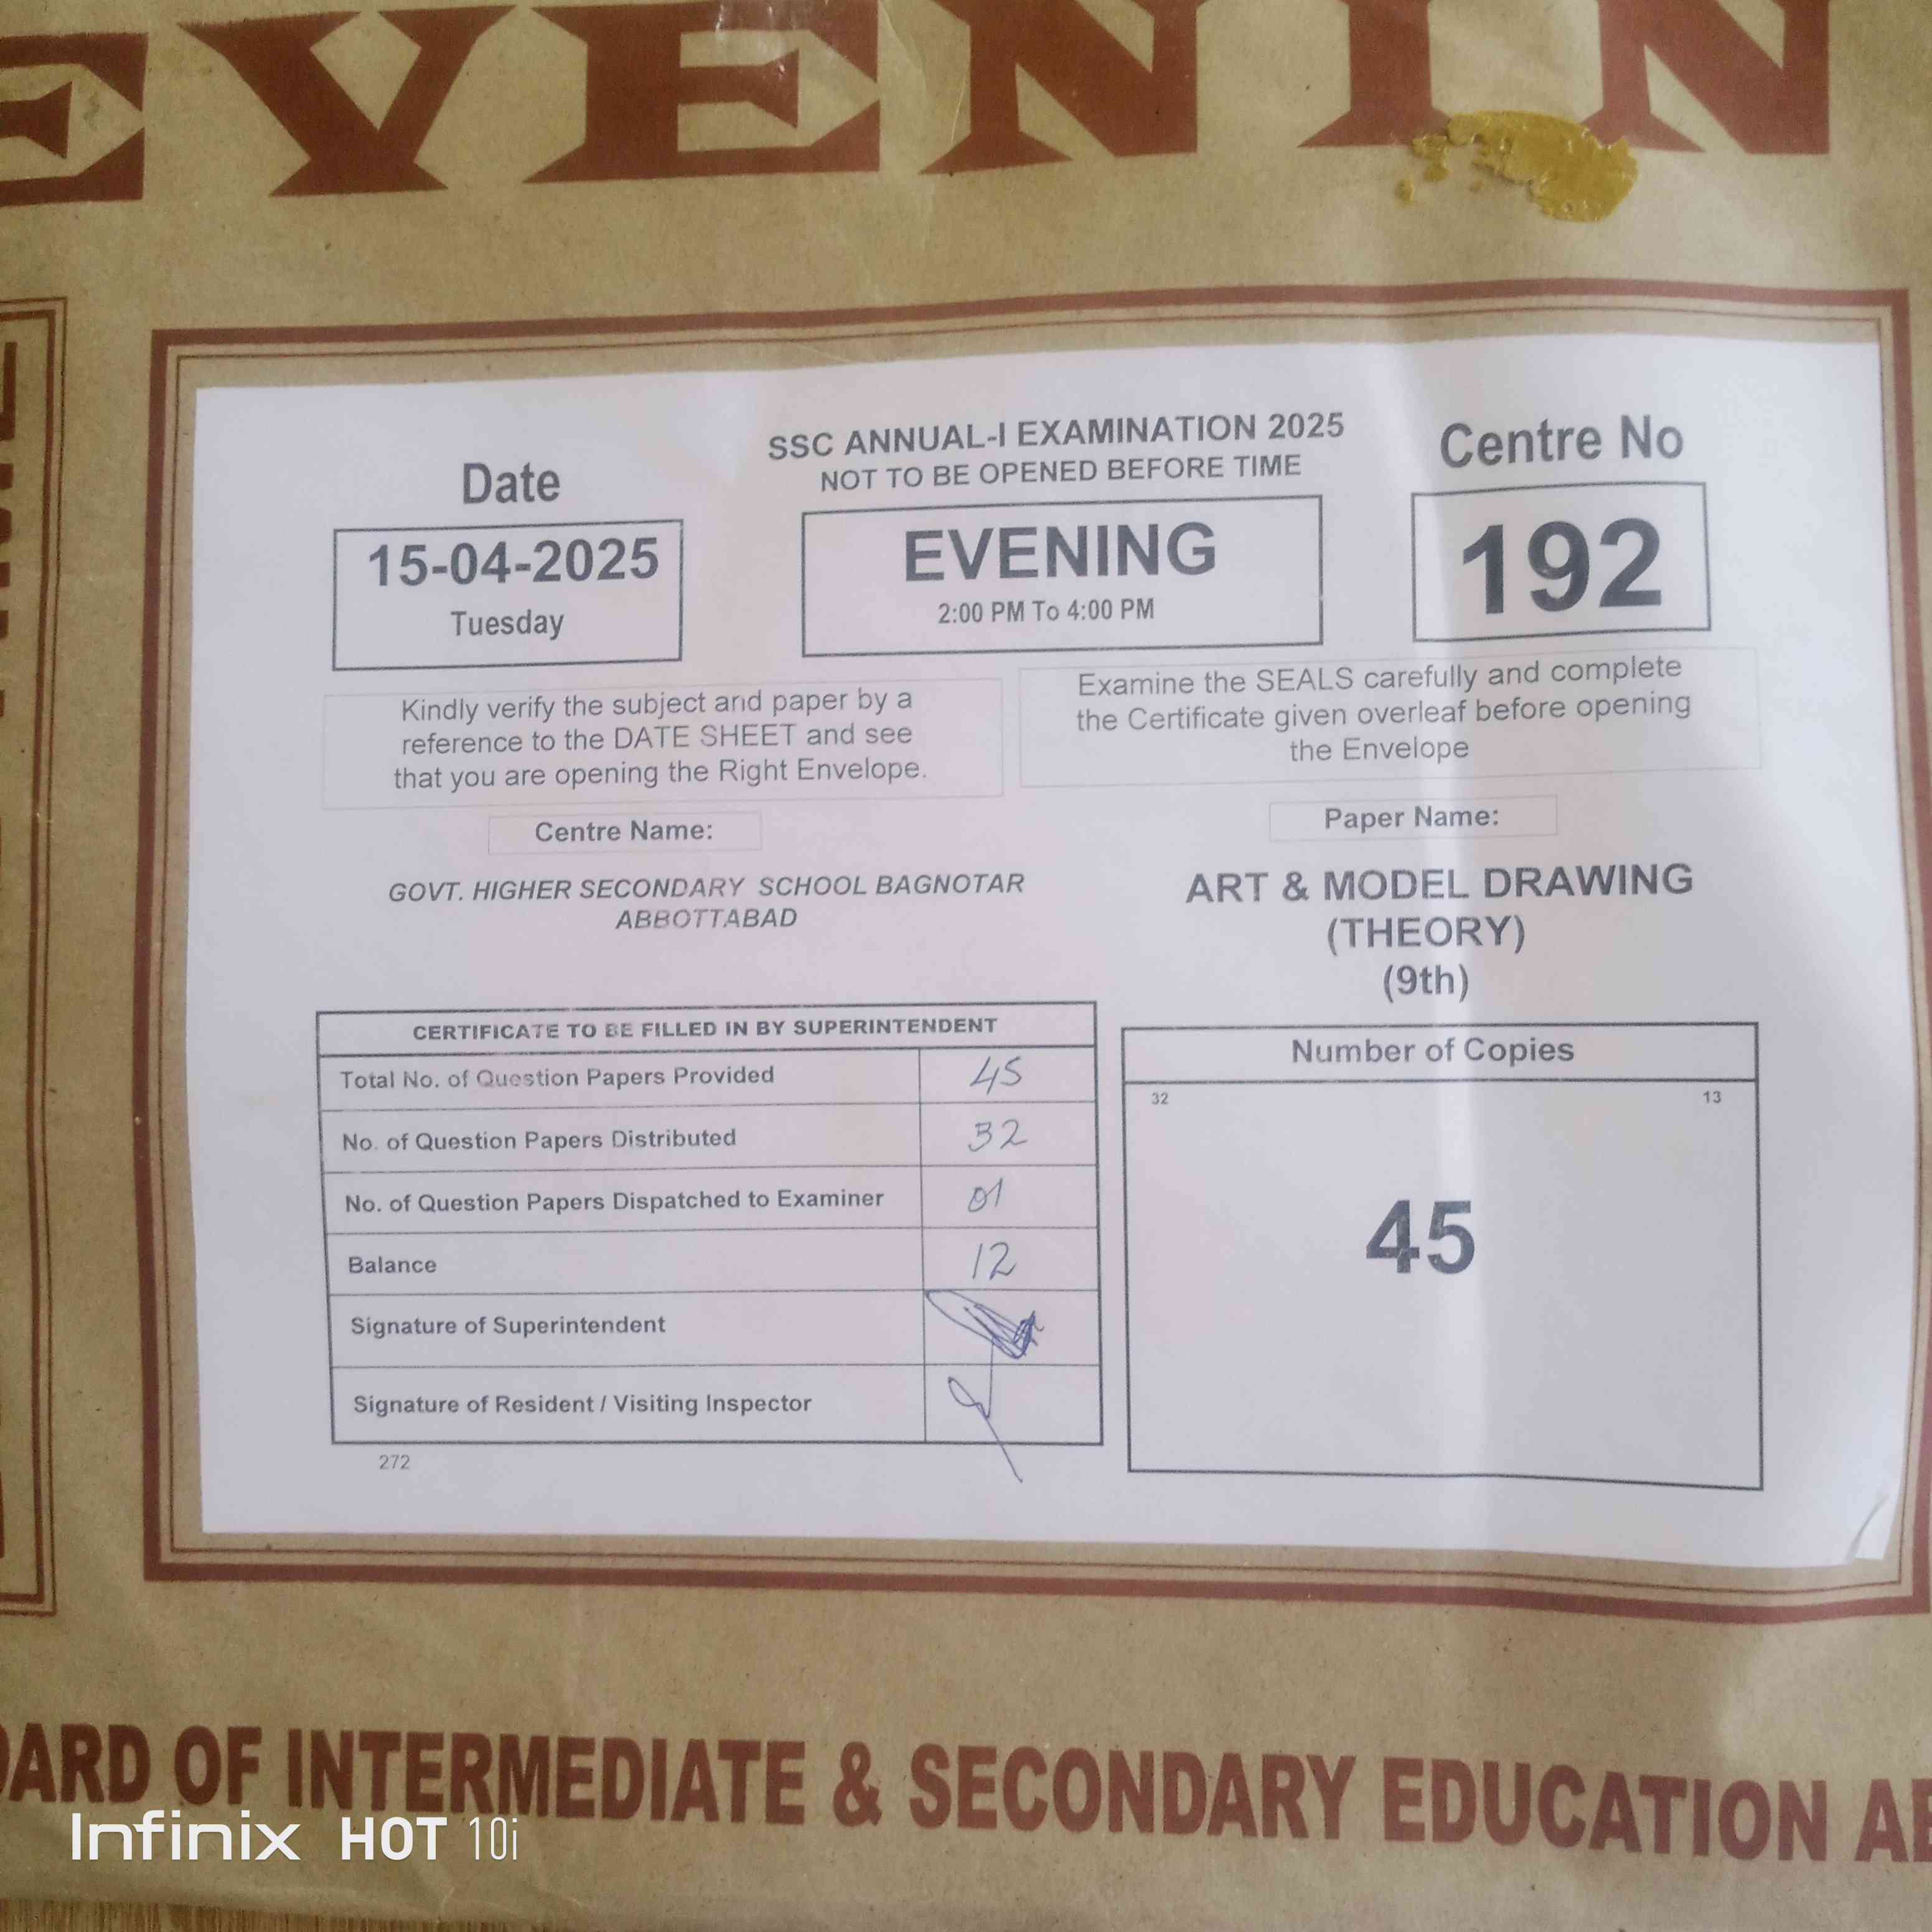 EVENIN
SSC ANNUAL-I EXAMINATION 2025
NOT TO BE OPENED BEFORE TIME
Date
15-04-2025
Tuesday
EVENING
2:00 PM To 4:00 PM
Centre No
192
Kindly verify the subject and paper by a
reference to the DATE SHEET and see
that you are opening the Right Envelope.
Examine the SEALS carefully and complete
the Certificate given overleaf before opening
the Envelope
Centre Name:
GOVT. HIGHER SECONDARY SCHOOL BAGNOTAR
ABBOTTABAD
Paper Name:
ART & MODEL DRAWING
(THEORY)
(9th)
CERTIFICATE TO BE FILLED IN BY SUPERINTENDENT
Total No. of Question Papers Provided 45
No. of Question Papers Distributed 32
No. of Question Papers Dispatched to Examiner 01
Balance 12
Signature of Superintendent
Signature of Resident / Visiting Inspector
272
Number of Copies
32 13
45
OARD OF INTERMEDIATE & SECONDARY EDUCATION AB
Infinix HOT 10i